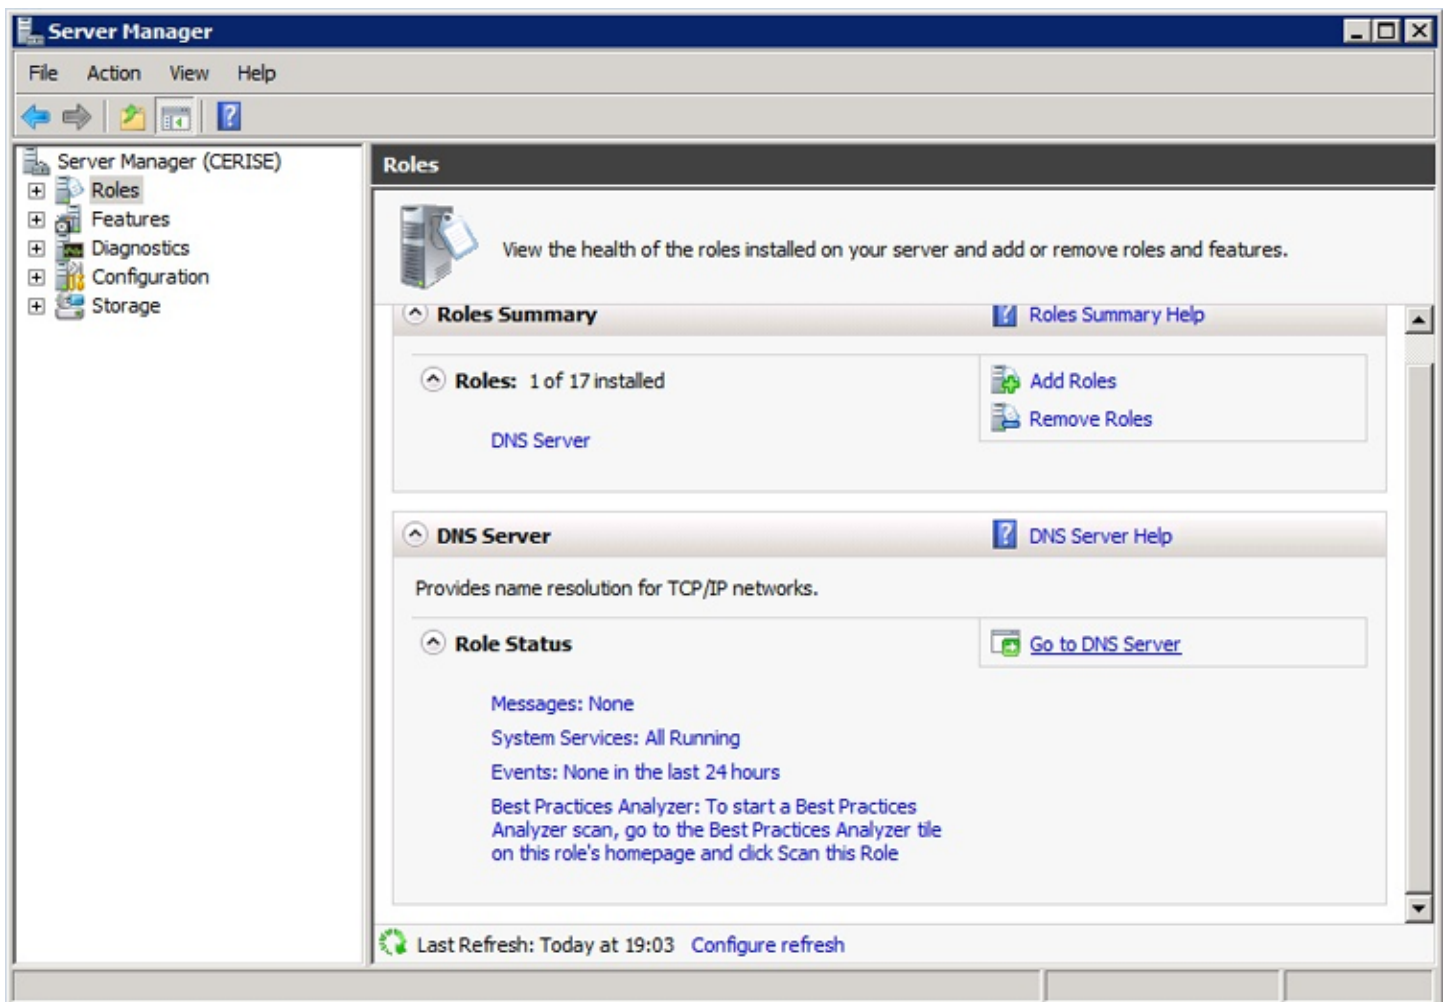 Server Manager
File Action View Help
Server Manager (CERISE)
Roles
Features
Diagnostics
Configuration
Storage
Roles
View the health of the roles installed on your server and add or remove roles and features.
Roles Summary
Roles Summary Help
Roles: 1 of 17 installed
Add Roles
Remove Roles
DNS Server
DNS Server
DNS Server Help
Provides name resolution for TCP/IP networks.
Role Status
Go to DNS Server
Messages: None
System Services: All Running
Events: None in the last 24 hours
Best Practices Analyzer: To start a Best Practices
Analyzer scan, go to the Best Practices Analyzer tile
on this role's homepage and click Scan this Role
Last Refresh: Today at 19:03 Configure refresh